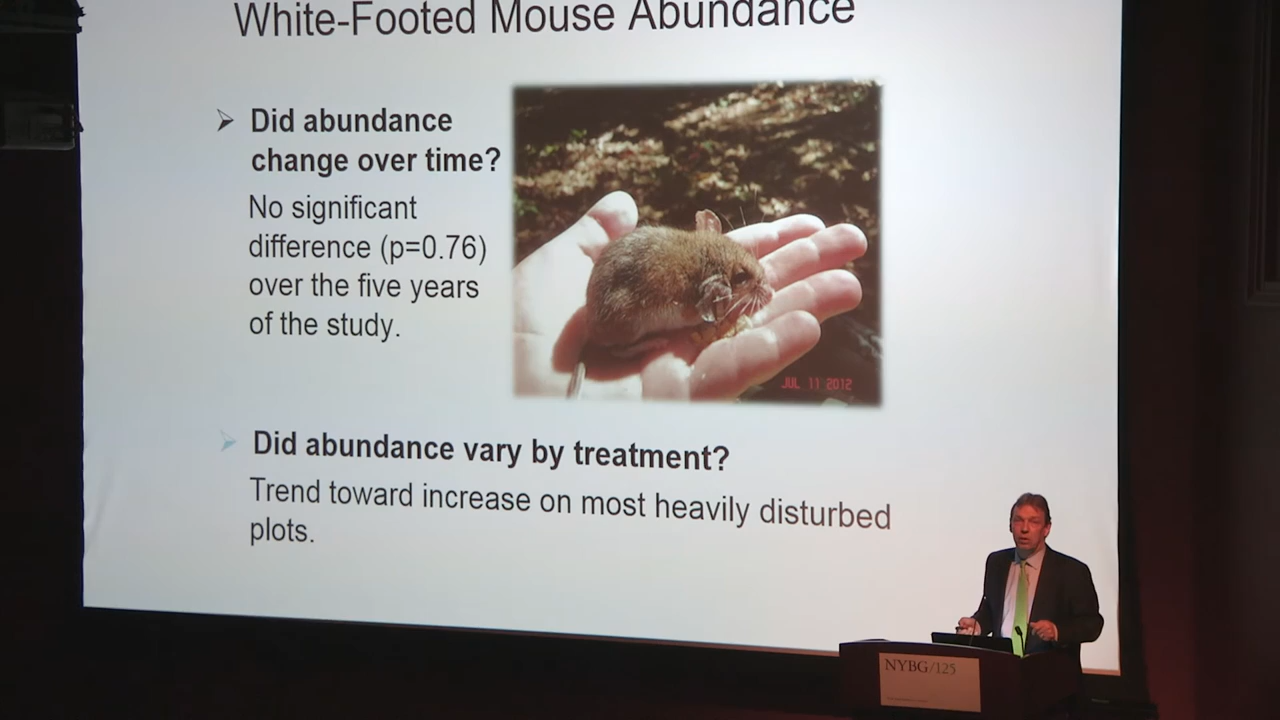 White-Footed Mouse Abundance
Did abundance
change over time?
No significant
difference (p=0.76)
over the five years
of the study.
JUL 11 2012
Did abundance vary by treatment?
Trend toward increase on most heavily disturbed
plots.
NYBG/125